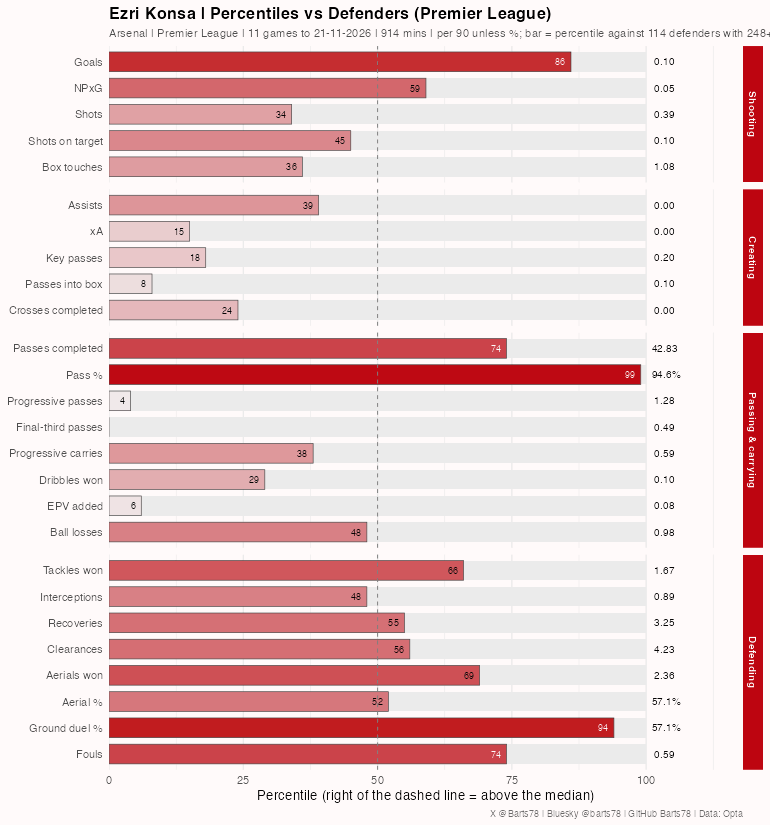 Ezri Konsa | Percentiles vs Defenders (Premier League)
Arsenal | Premier League | 11 games to 21-11-2026 | 914 mins | per 90 unless %; bar = percentile against 114 defenders with 248+
Goals 86 0.10
NPxG 59 0.05
Shots 34 0.39
Shots on target 45 0.10
Box touches 36 1.08
Shooting
Assists 39 0.00
xA 15 0.00
Key passes 18 0.20
Passes into box 8 0.10
Crosses completed 24 0.00
Creating
Passes completed 74 42.83
Pass % 99 94.6%
Progressive passes 4 1.28
Final-third passes 0.49
Progressive carries 38 0.59
Dribbles won 29 0.10
EPV added 6 0.08
Ball losses 48 0.98
Passing & carrying
Tackles won 66 1.67
Interceptions 48 0.89
Recoveries 55 3.25
Clearances 56 4.23
Aerials won 69 2.36
Aerial % 52 57.1%
Ground duel % 94 57.1%
Fouls 74 0.59
Defending
0 25 50 75 100
Percentile (right of the dashed line = above the median)
X @Barts78 | Bluesky @barts78 | GitHub Barts78 | Data: Opta